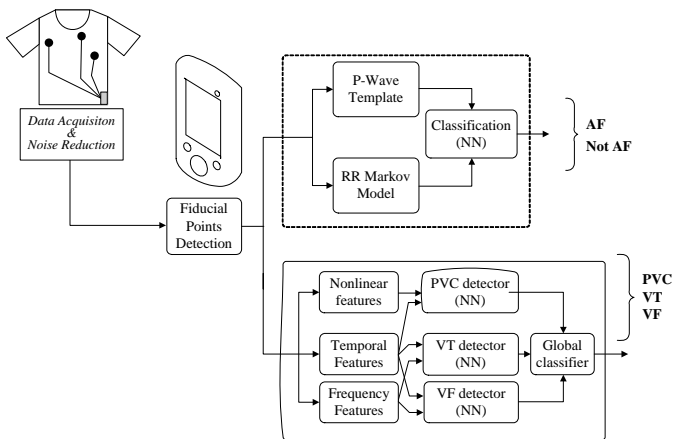 Data Acquisiton
&
Noise Reduction
Fiducial
Points
Detection
P-Wave
Template
RR Markov
Model
Classification
(NN)
AF
Not AF
Nonlinear
features
Temporal
Features
Frequency
Features
PVC detector
(NN)
VT detector
(NN)
VF detector
(NN)
Global
classifier
PVC
VT
VF